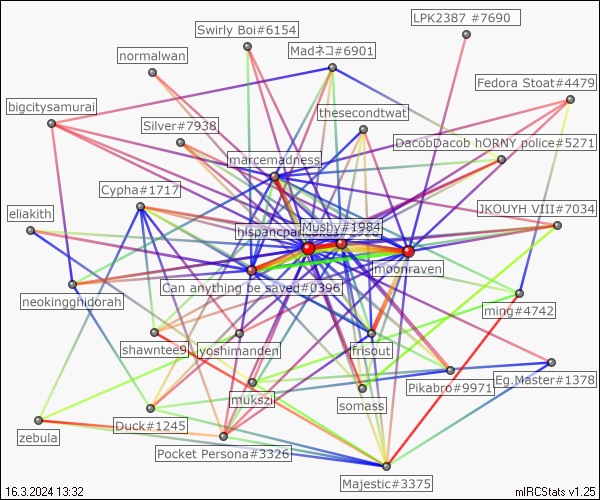 LPK2387 #7690
Swirly Boi#6154
Madネコ#6901
normalwan
Fedora Stoat#4479
bigcitysamurai
thesecondtwat
Silver#7938
DacobDacob hORNY police#5271
marcemadness
Cypha#1717
eliakith
JKOUYH VIII#7034
Musby#1984
moonraven
Can anything be saved#0396
neokingghidorah
ming#4742
shawntee9
yoshimanden
frisout
Eg.Master#1378
Pikabro#9971
mukszi
somass
Duck#1245
zebula
Pocket Persona#3326
Majestic#3375
16.3.2024 13:32
mIRCStats v1.25